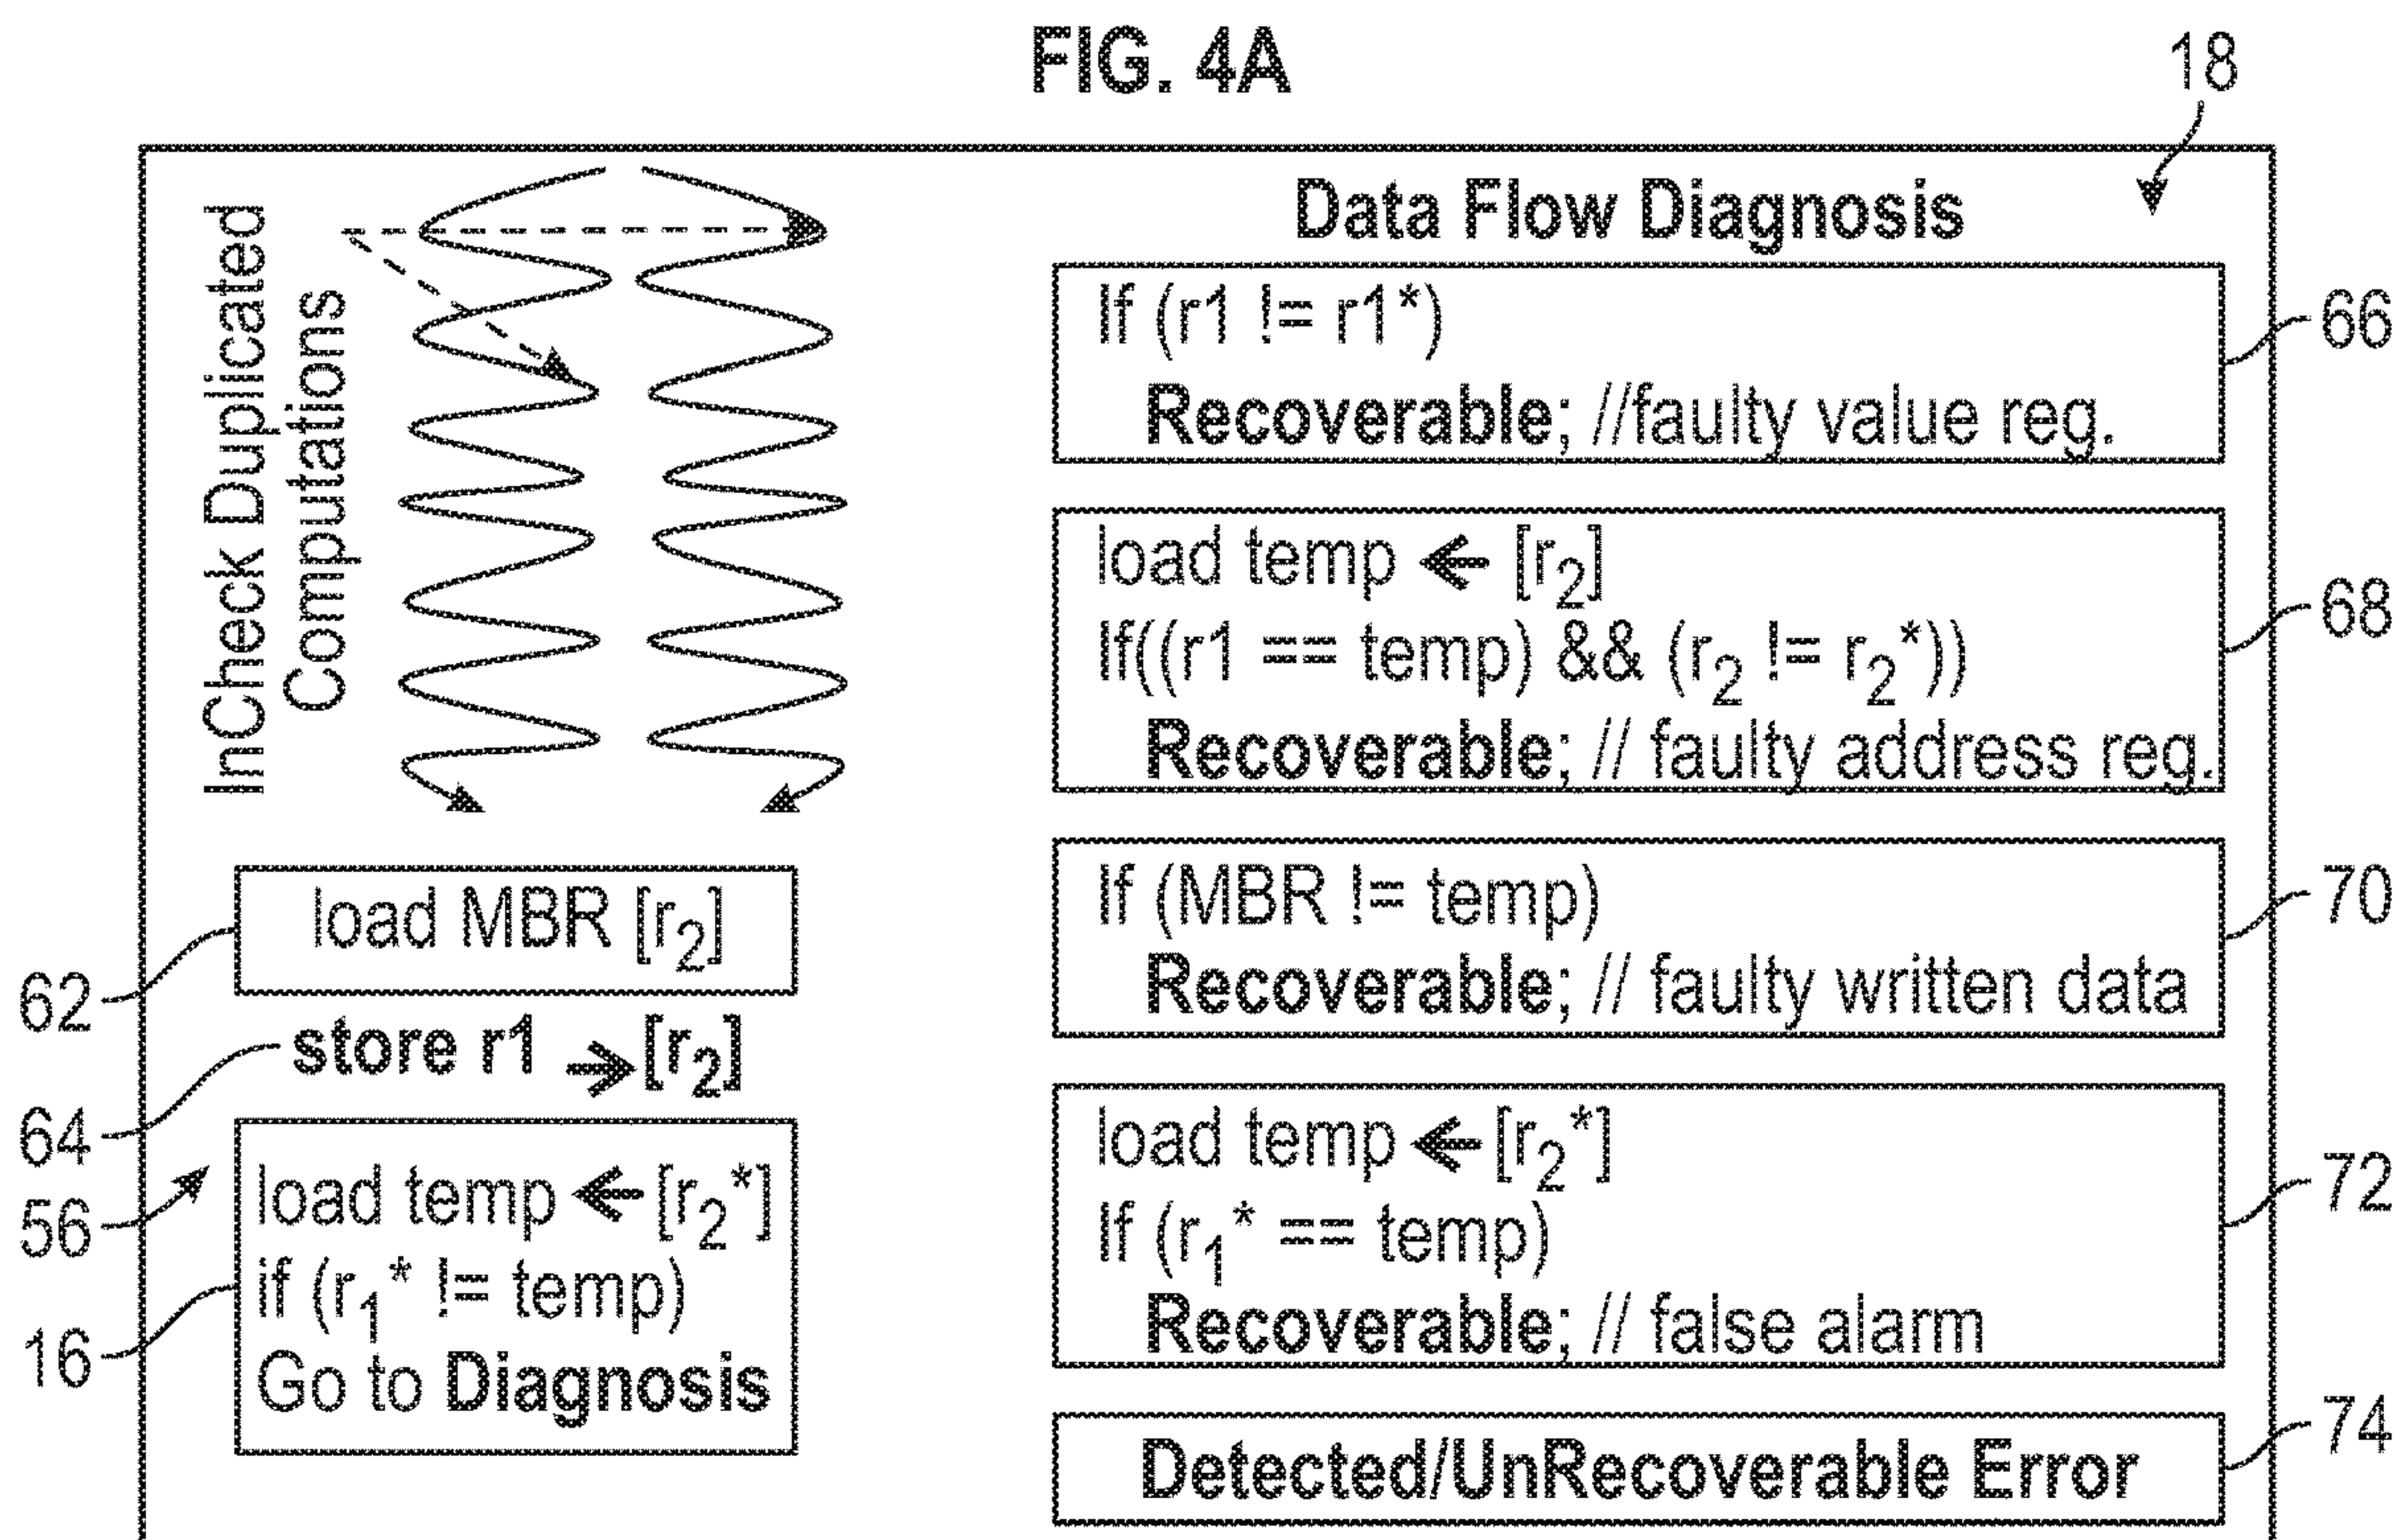 FIG. 4A
18
InCheck Duplicated
Computations
load MBR [r2]
62
store r1 → [r2]
64
56
load temp ← [r2*]
if (r1* != temp)
Go to Diagnosis
16
Data Flow Diagnosis
If (r1 != r1*)
Recoverable; //faulty value reg.
66
load temp ← [r2]
If((r1 == temp) && (r2 != r2*))
Recoverable; // faulty address reg.
68
If (MBR != temp)
Recoverable; // faulty written data
70
load temp ← [r2*]
If (r1* == temp)
Recoverable; // false alarm
72
Detected/UnRecoverable Error
74